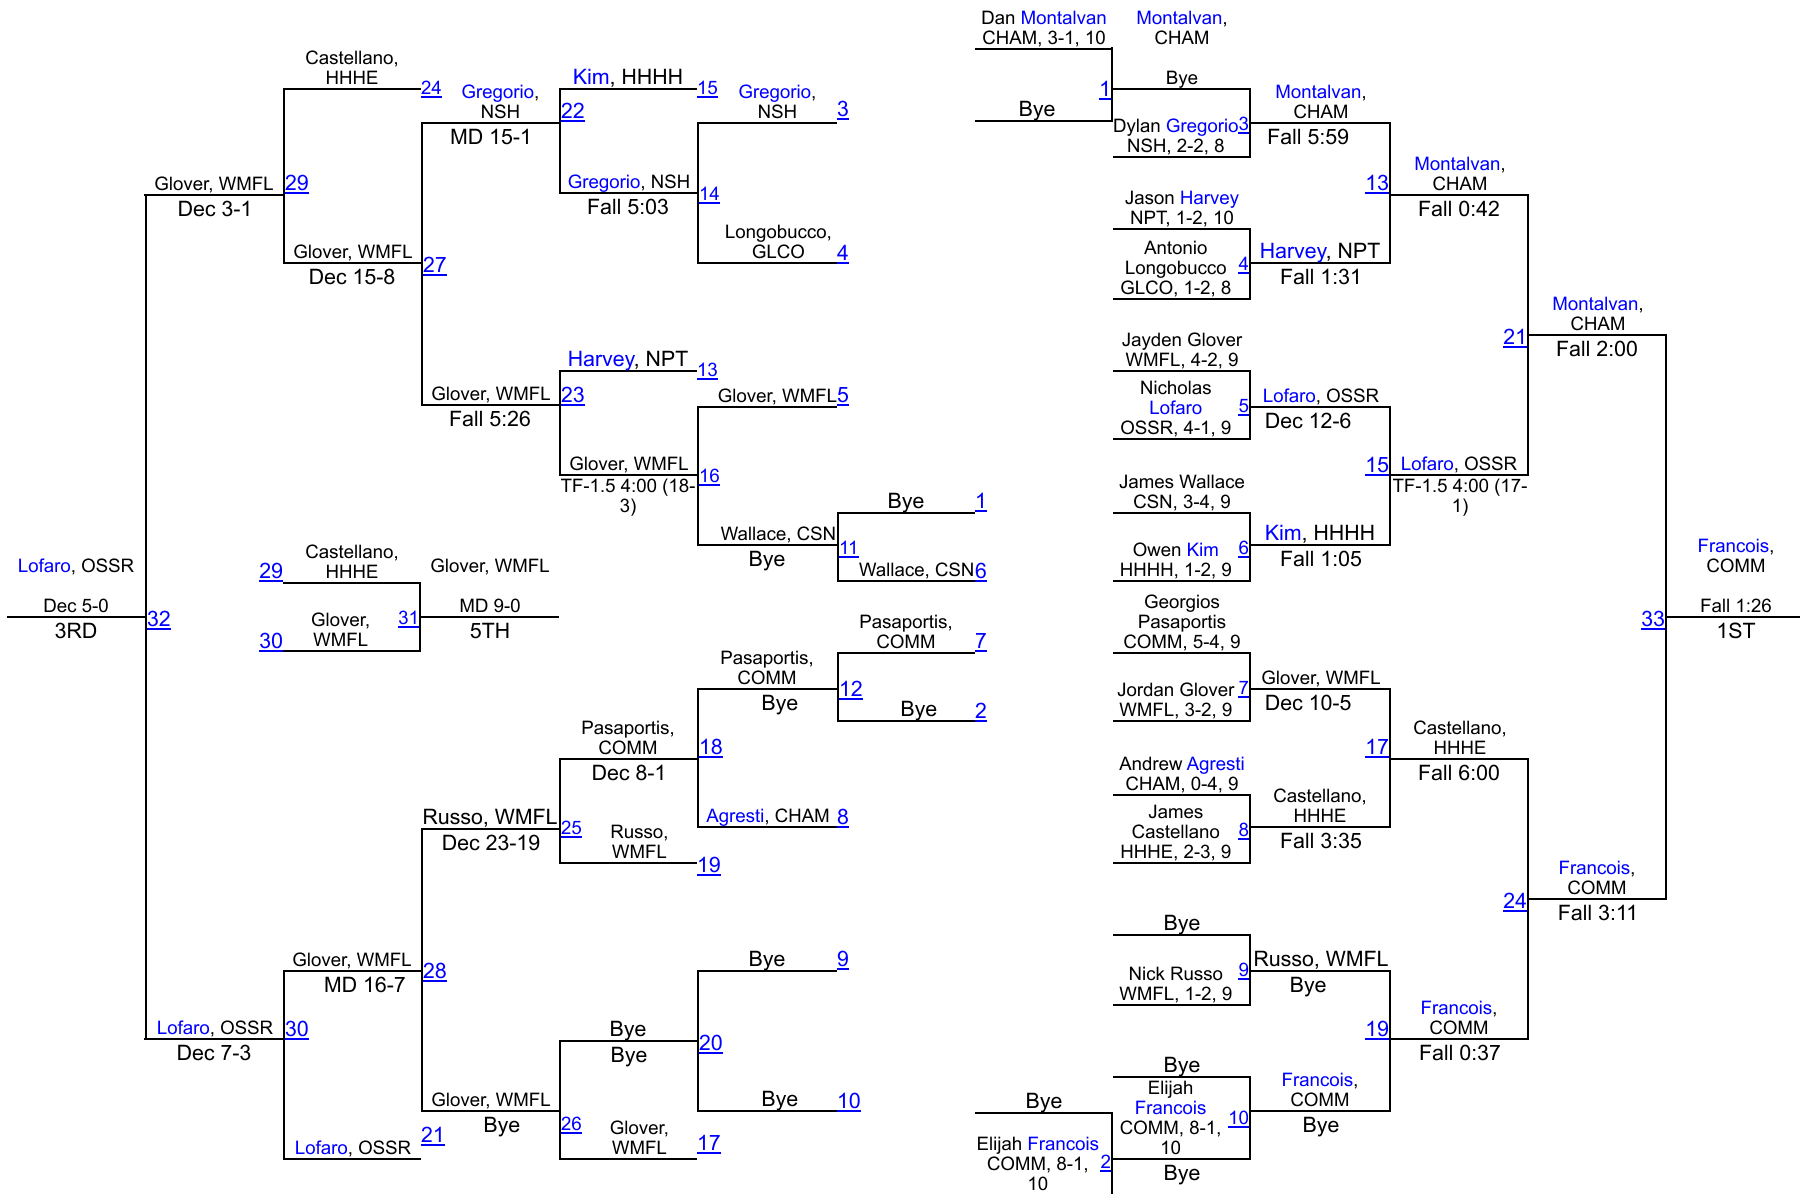 Dan Montalvan
CHAM, 3-1, 10
Montalvan,
CHAM
1
Bye
Bye
Dylan Gregorio
NSH, 2-2, 8
3
Montalvan,
CHAM
Fall 5:59
Jason Harvey
NPT, 1-2, 10
Antonio
Longobucco
GLCO, 1-2, 8
4
Harvey, NPT
Fall 1:31
13
Montalvan,
CHAM
Fall 0:42
Jayden Glover
WMFL, 4-2, 9
Nicholas
Lofaro
OSSR, 4-1, 9
5
Lofaro, OSSR
Dec 12-6
James Wallace
CSN, 3-4, 9
Owen Kim
HHHH, 1-2, 9
6
Kim, HHHH
Fall 1:05
15
Lofaro, OSSR
TF-1.5 4:00 (17-
1)
21
Montalvan,
CHAM
Fall 2:00
Georgios
Pasaportis
COMM, 5-4, 9
Jordan Glover
WMFL, 3-2, 9
7
Glover, WMFL
Dec 10-5
Andrew Agresti
CHAM, 0-4, 9
James
Castellano
HHHE, 2-3, 9
8
Castellano,
HHHE
Fall 3:35
17
Castellano,
HHHE
Fall 6:00
Bye
Nick Russo
WMFL, 1-2, 9
9
Russo, WMFL
Bye
Bye
Elijah
Francois
COMM, 8-1,
10
10
Bye
Francois,
COMM
Bye
Bye
Elijah Francois
COMM, 8-1,
10
2
19
Francois,
COMM
Fall 0:37
24
Francois,
COMM
Fall 3:11
33
Francois,
COMM
Fall 1:26
1ST
Castellano,
HHHE
24
Gregorio,
NSH
MD 15-1
Kim, HHHH
15
22
Gregorio,
NSH
3
Gregorio, NSH
Fall 5:03
14
Longobucco,
GLCO
4
Glover, WMFL
Dec 3-1
29
Glover, WMFL
Dec 15-8
27
Harvey, NPT
13
Glover, WMFL
Fall 5:26
23
Glover, WMFL
5
Glover, WMFL
TF-1.5 4:00 (18-
3)
16
Bye
1
Wallace, CSN
Bye
11
Wallace, CSN
6
Lofaro, OSSR
Dec 5-0
3RD
32
29
Castellano,
HHHE
30
Glover,
WMFL
31
Glover, WMFL
MD 9-0
5TH
Pasaportis,
COMM
7
Pasaportis,
COMM
Bye
12
Bye
2
Pasaportis,
COMM
Dec 8-1
18
Agresti, CHAM
8
Russo, WMFL
Dec 23-19
25
Russo,
WMFL
19
Glover, WMFL
MD 16-7
28
Bye
9
Lofaro, OSSR
Dec 7-3
30
Bye
Bye
20
Bye
10
Glover, WMFL
Bye
26
Glover,
WMFL
17
Lofaro, OSSR
21